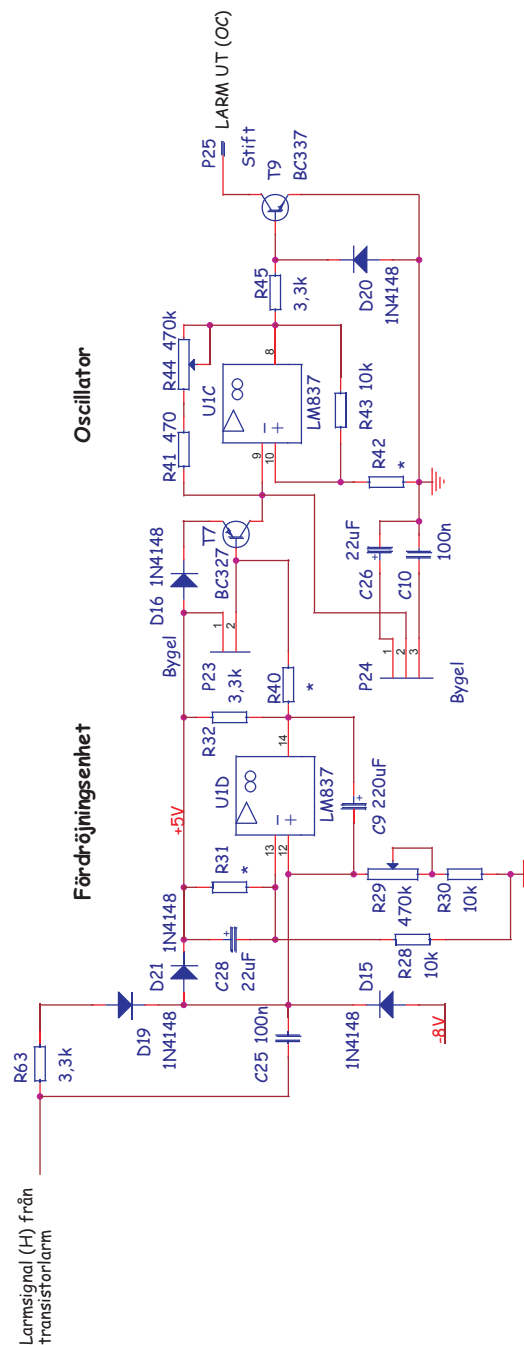 Larmsignal (H) från
transistorlarm
R63
3,3k
D19
1N4148
D21
1N4148
C25 100n
D15
1N4148
-8V
Fördröjningsenhet
+5V
C28
22uF
R31
*
R28
10k
R29
470k
R30
10k
13
12
U1D
LM837
14
R32
3,3k
C9 220uF
R40
*
Bygel
P23
1
2
D16 1N4148
T7
BC327
Oscillator
R41 470
R44 470k
9
10
U1C
LM837
8
R43 10k
R42
*
P24
1
2
3
Bygel
C26
22uF
C10
100n
R45
3,3k
D20
1N4148
T9
BC337
P25
Stift
LARM UT (OC)